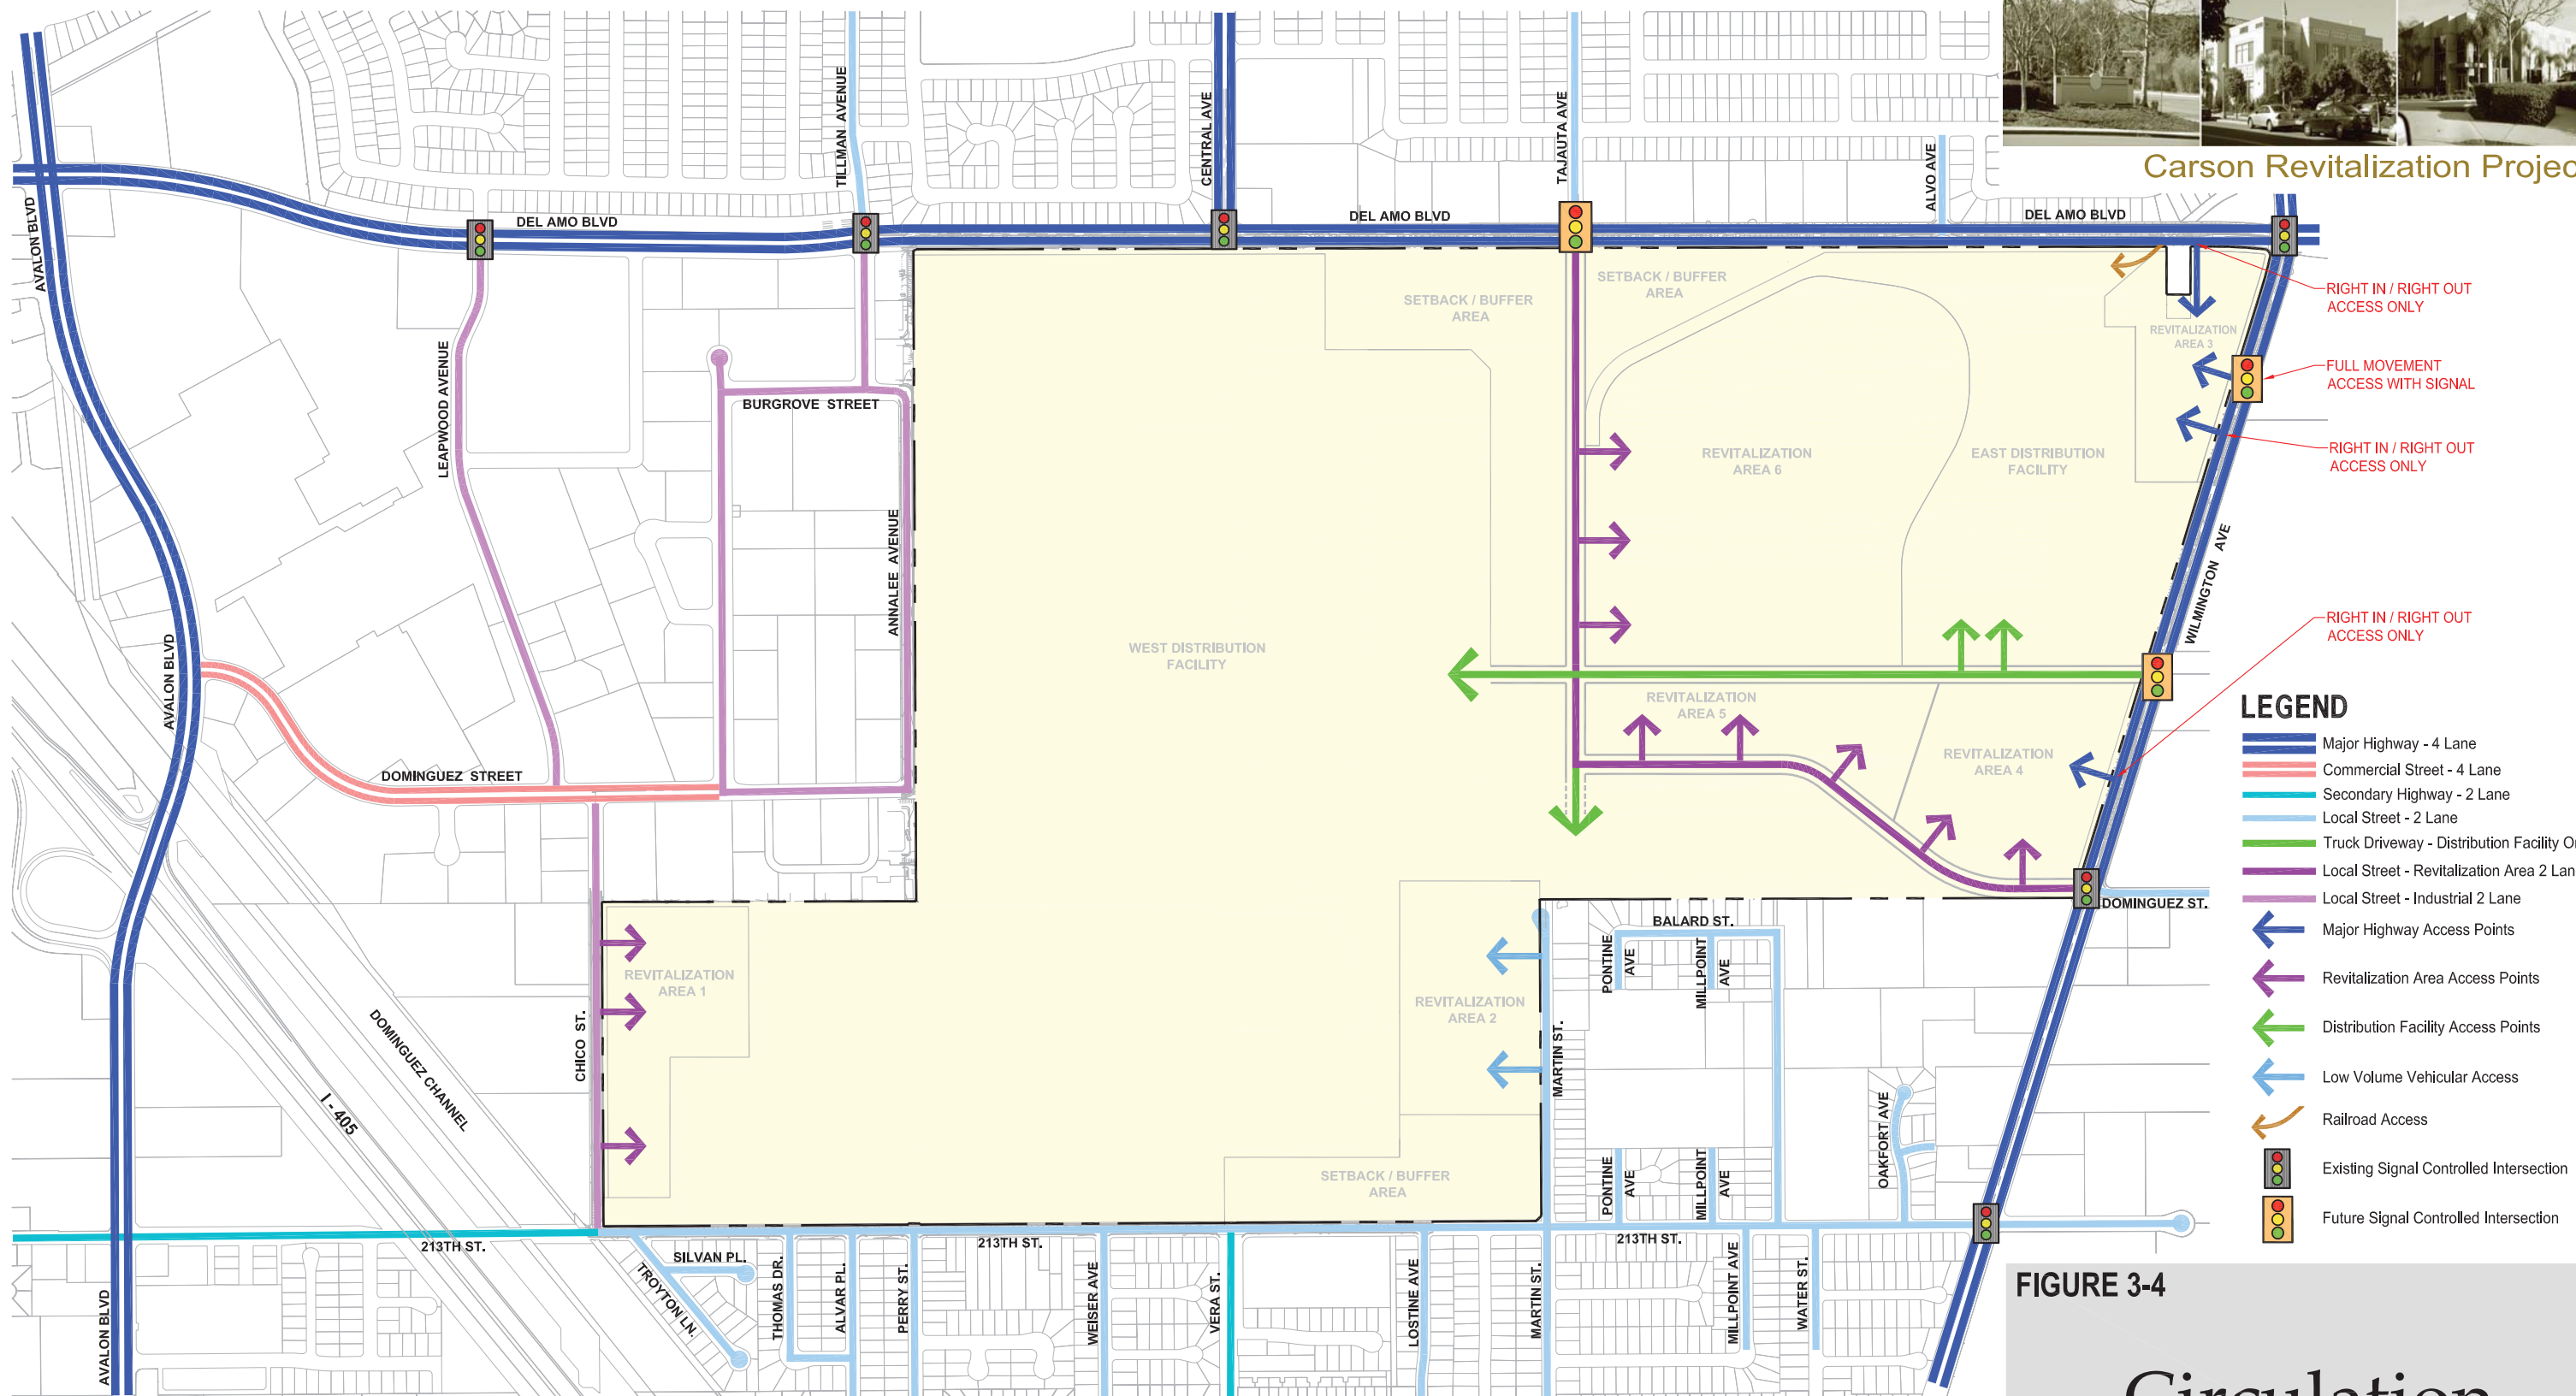 Carson Revitalization Projec
TILLMAN AVENUE
CENTRAL AVE
TAJAUTA AVE
ALVO AVE
AVALON BLVD
DEL AMO BLVD
DEL AMO BLVD
DEL AMO BLVD
SETBACK / BUFFER
AREA
SETBACK / BUFFER
AREA
RIGHT IN / RIGHT OUT
ACCESS ONLY
REVITALIZATION
AREA 3
FULL MOVEMENT
ACCESS WITH SIGNAL
LEAPWOOD AVENUE
BURGROVE STREET
RIGHT IN / RIGHT OUT
ACCESS ONLY
REVITALIZATION
AREA 6
EAST DISTRIBUTION
FACILITY
ANNALEE AVENUE
WILMINGTON AVE
RIGHT IN / RIGHT OUT
ACCESS ONLY
WEST DISTRIBUTION
FACILITY
AVALON BLVD
REVITALIZATION
AREA 5
REVITALIZATION
AREA 4
DOMINGUEZ STREET
LEGEND
Major Highway - 4 Lane
Commercial Street - 4 Lane
Secondary Highway - 2 Lane
Local Street - 2 Lane
Truck Driveway - Distribution Facility On
Local Street - Revitalization Area 2 Lan
Local Street - Industrial 2 Lane
Major Highway Access Points
Revitalization Area Access Points
Distribution Facility Access Points
Low Volume Vehicular Access
Railroad Access
Existing Signal Controlled Intersection
Future Signal Controlled Intersection
DOMINGUEZ ST.
BALARD ST.
PONTINE
AVE
MILLPOINT
AVE
REVITALIZATION
AREA 1
REVITALIZATION
AREA 2
CHICO ST.
MARTIN ST.
DOMINGUEZ CHANNEL
I - 405
OAKFORT AVE
PONTINE
AVE
MILLPOINT
AVE
SETBACK / BUFFER
AREA
213TH ST.
213TH ST.
213TH ST.
SILVAN PL.
TROYTON LN.
THOMAS DR.
ALVAR PL.
PERRY ST.
WEISER AVE
VERA ST.
LOSTINE AVE
MARTIN ST.
MILLPOINT AVE
WATER ST.
AVALON BLVD
FIGURE 3-4
Circulation